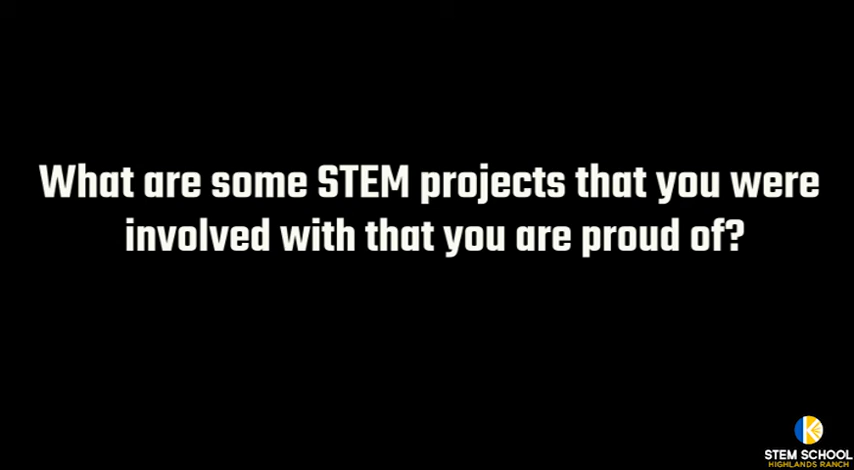 What are some STEM projects that you were
involved with that you are proud of?
STEM SCHOOL
HIGHLANDS RANCH